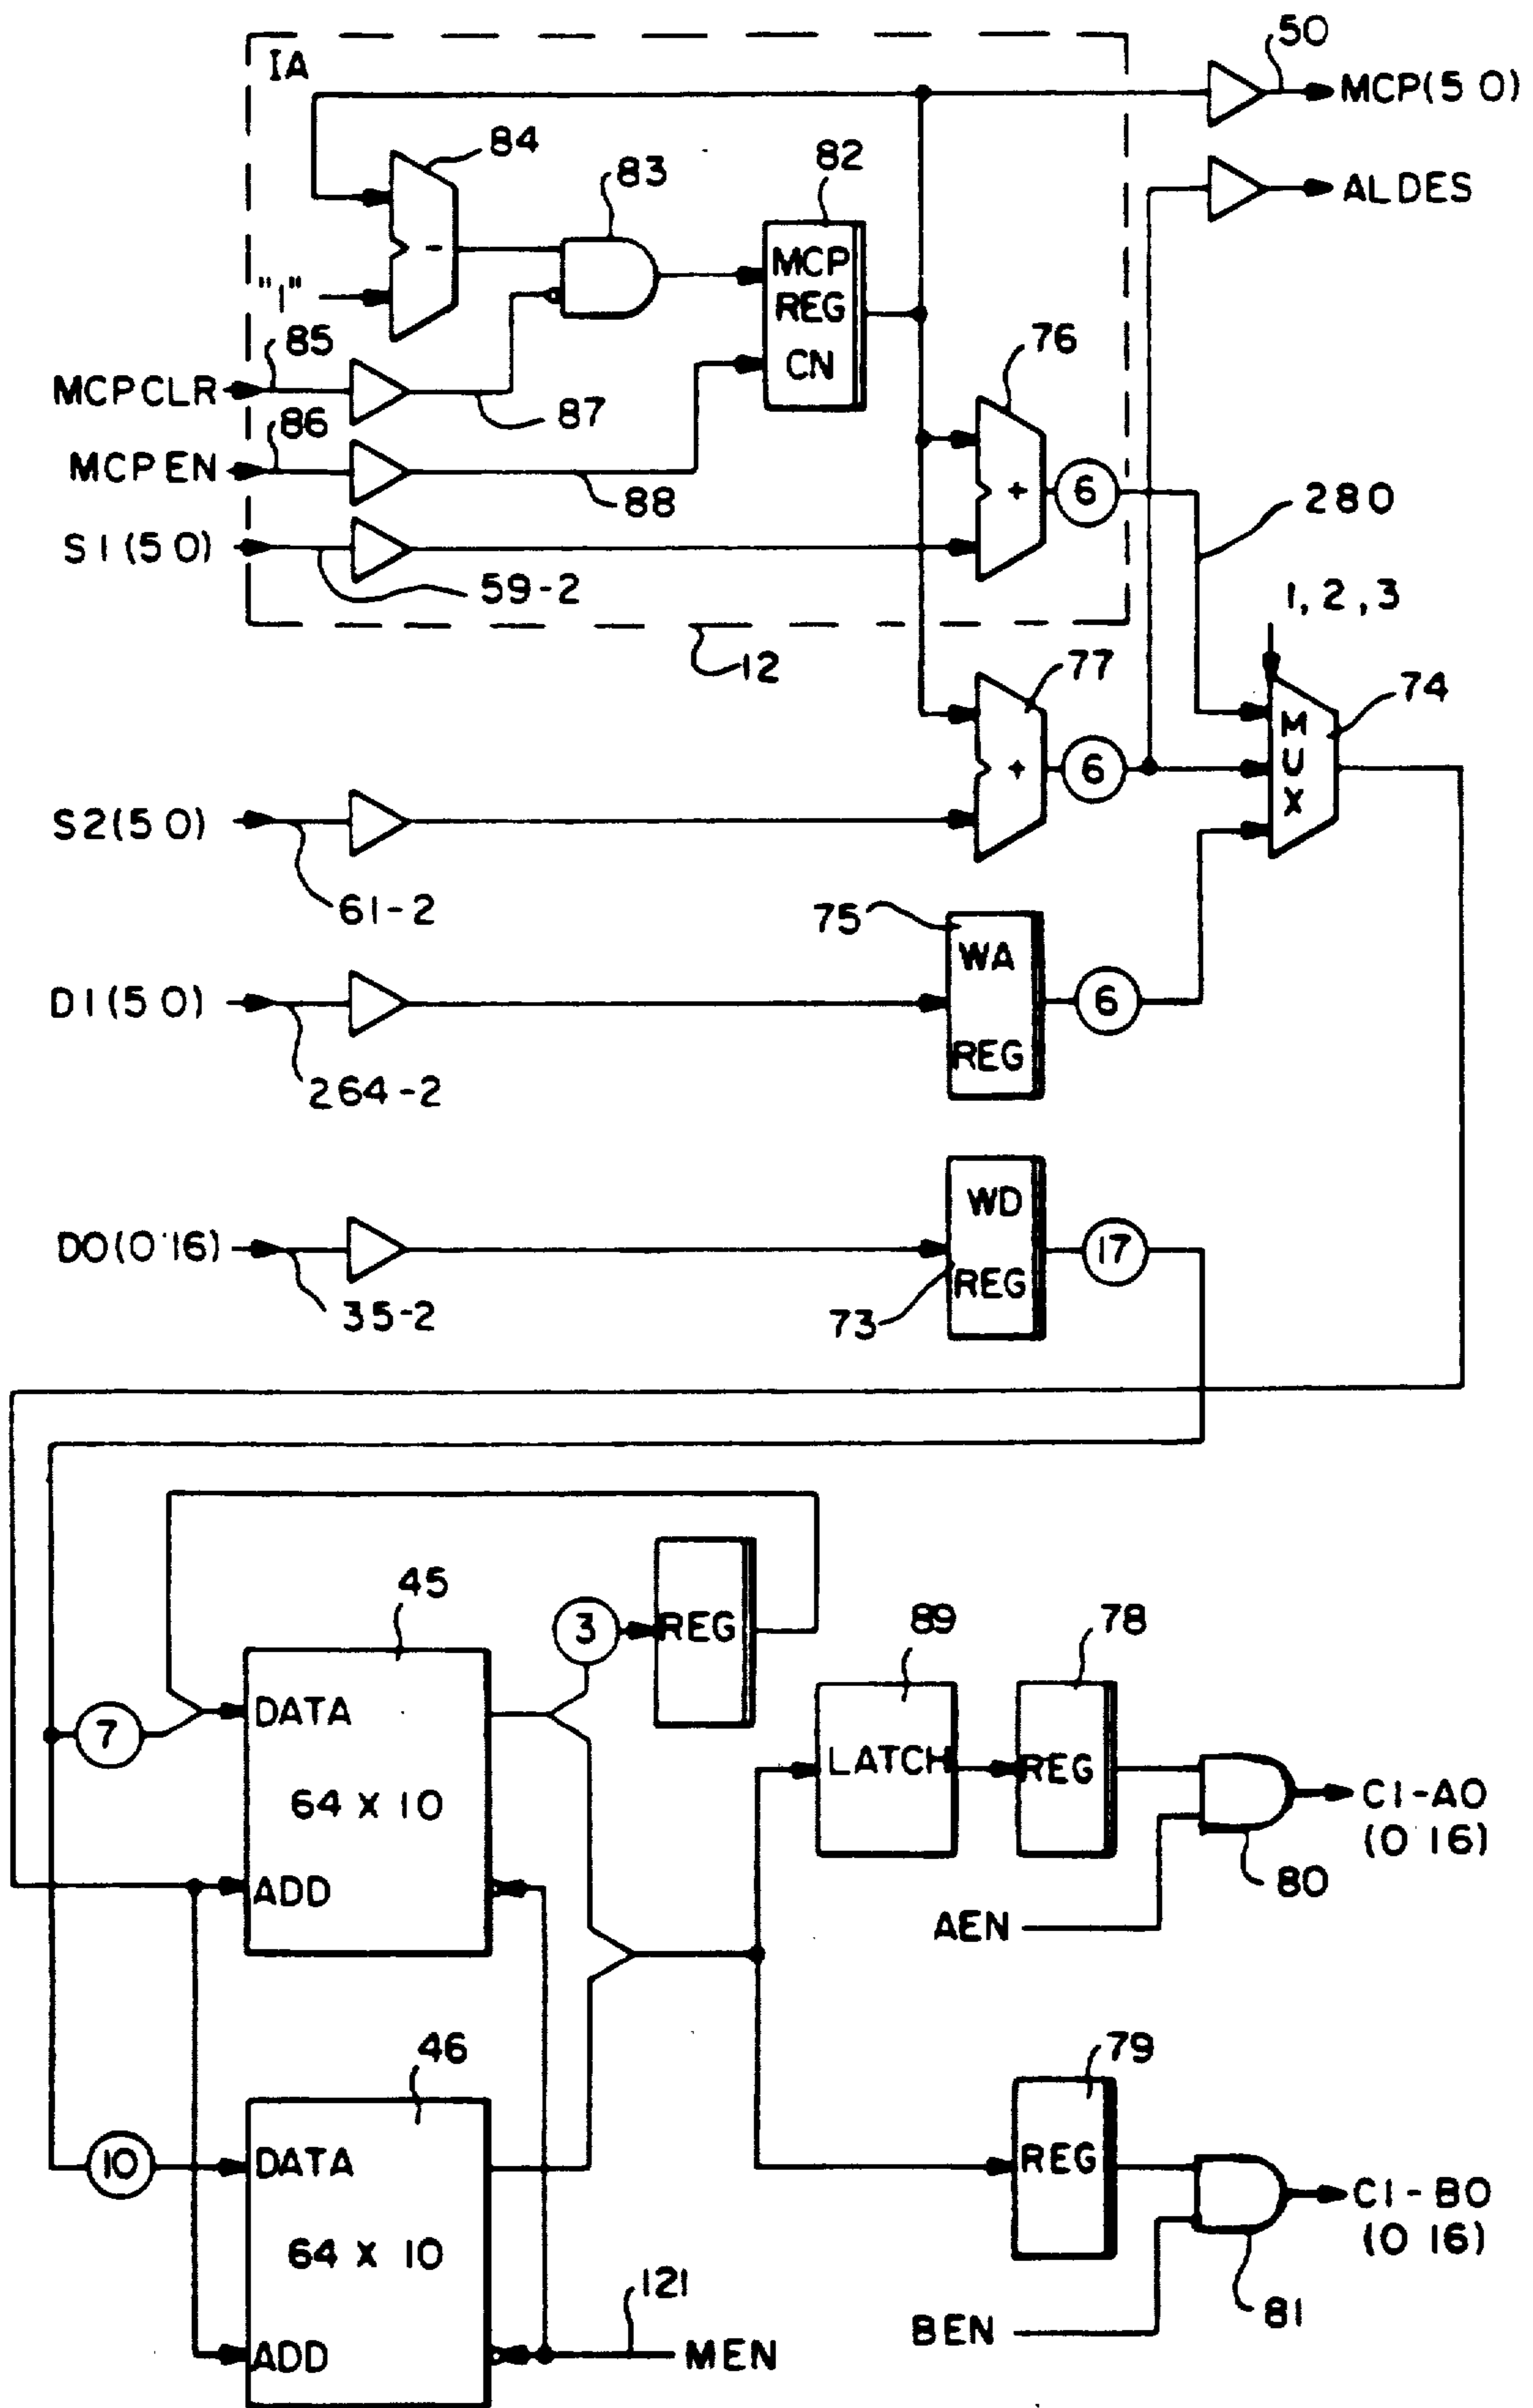 50
IA
MCP(5 0)
84
83
82
ALDES
-
MCP
REG
CN
"1"
85
76
MCPCLR
86
87
MCPEN
88
+
6
280
S1(5 0)
59-2
1, 2, 3
12
77
74
M
U
X
+
6
S2(5 0)
61-2
75
WA
REG
6
D1(5 0)
264-2
WD
REG
17
D0(0 16)
35-2
73
45
3
REG
89
78
DATA
7
64 X 10
LATCH
REG
C1-A0
(0 16)
ADD
80
AEN
46
79
DATA
10
REG
C1-B0
(0 16)
64 X 10
121
81
BEN
ADD
MEN